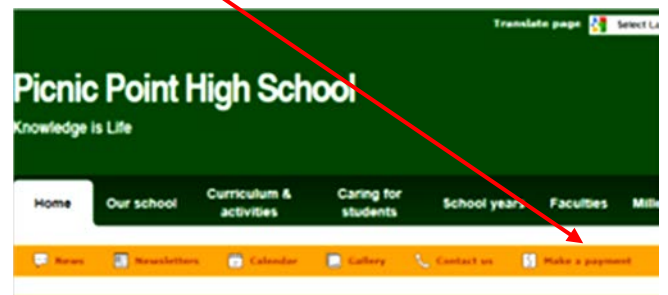 Translate page Select La
Picnic Point High School
Knowledge is Life
Home Our school Curriculum & activities Caring for students School years Faculties Mille
News Newsletters Calendar Gallery Contact us Make a payment